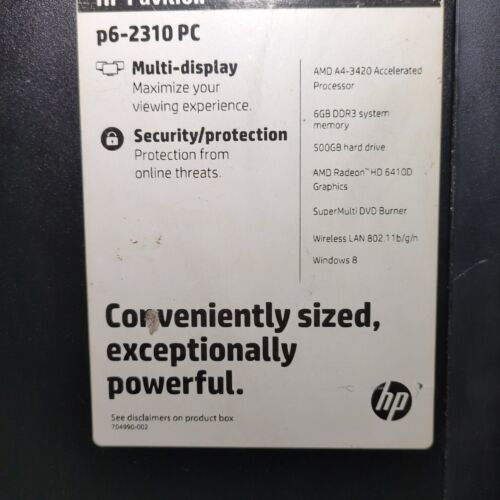 HP Pavilion
p6-2310 PC
Multi-display
Maximize your
viewing experience.
Security/protection
Protection from
online threats.
AMD A4-3420 Accelerated
Processor
6GB DDR3 system
memory
500GB hard drive
AMD Radeon™ HD 6410D
Graphics
SuperMulti DVD Burner
Wireless LAN 802.11b/g/n
Windows 8
Conveniently sized,
exceptionally
powerful.
See disclaimers on product box.
704990-002
hp